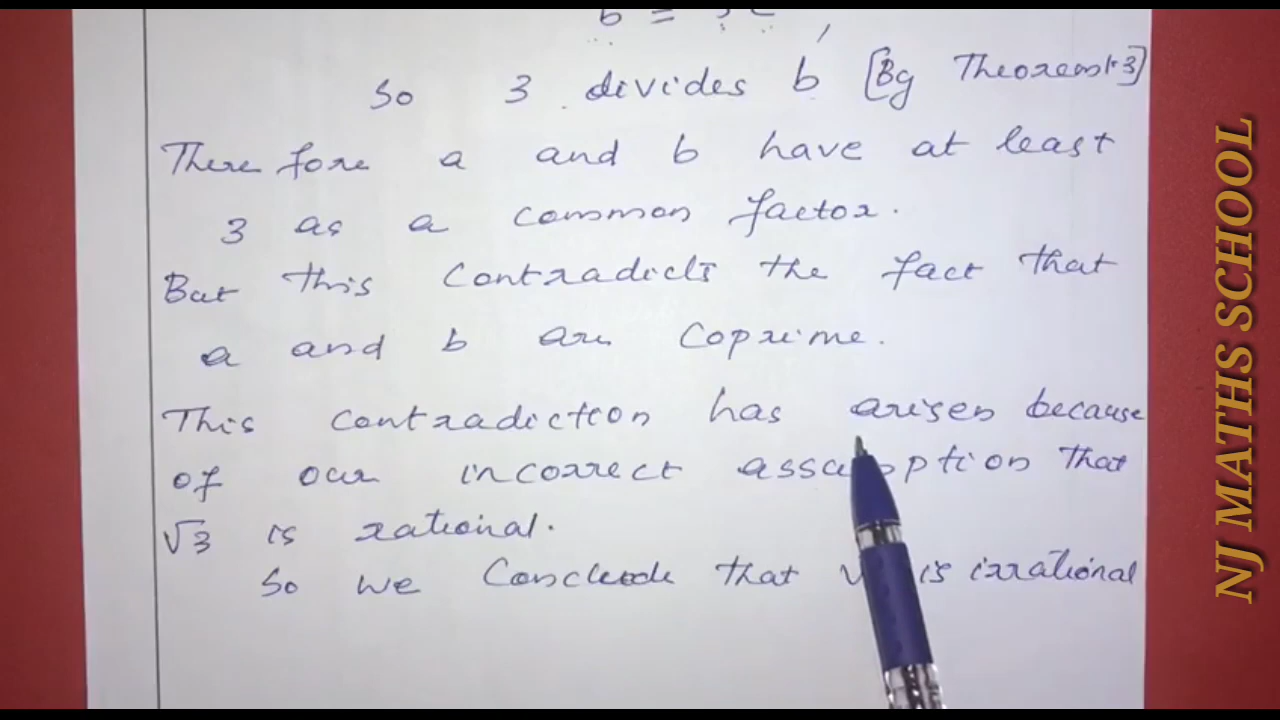 So 3 divides b [By Theorem 1.3]
Therefore a and b have at least
3 as a common factor.
But this contradicts the fact that
a and b are Coprime.
This contradiction has arisen because
of our incorrect assumption that
√3 is rational.
So we Conclude that is irrational
NJ MATHS SCHOOL